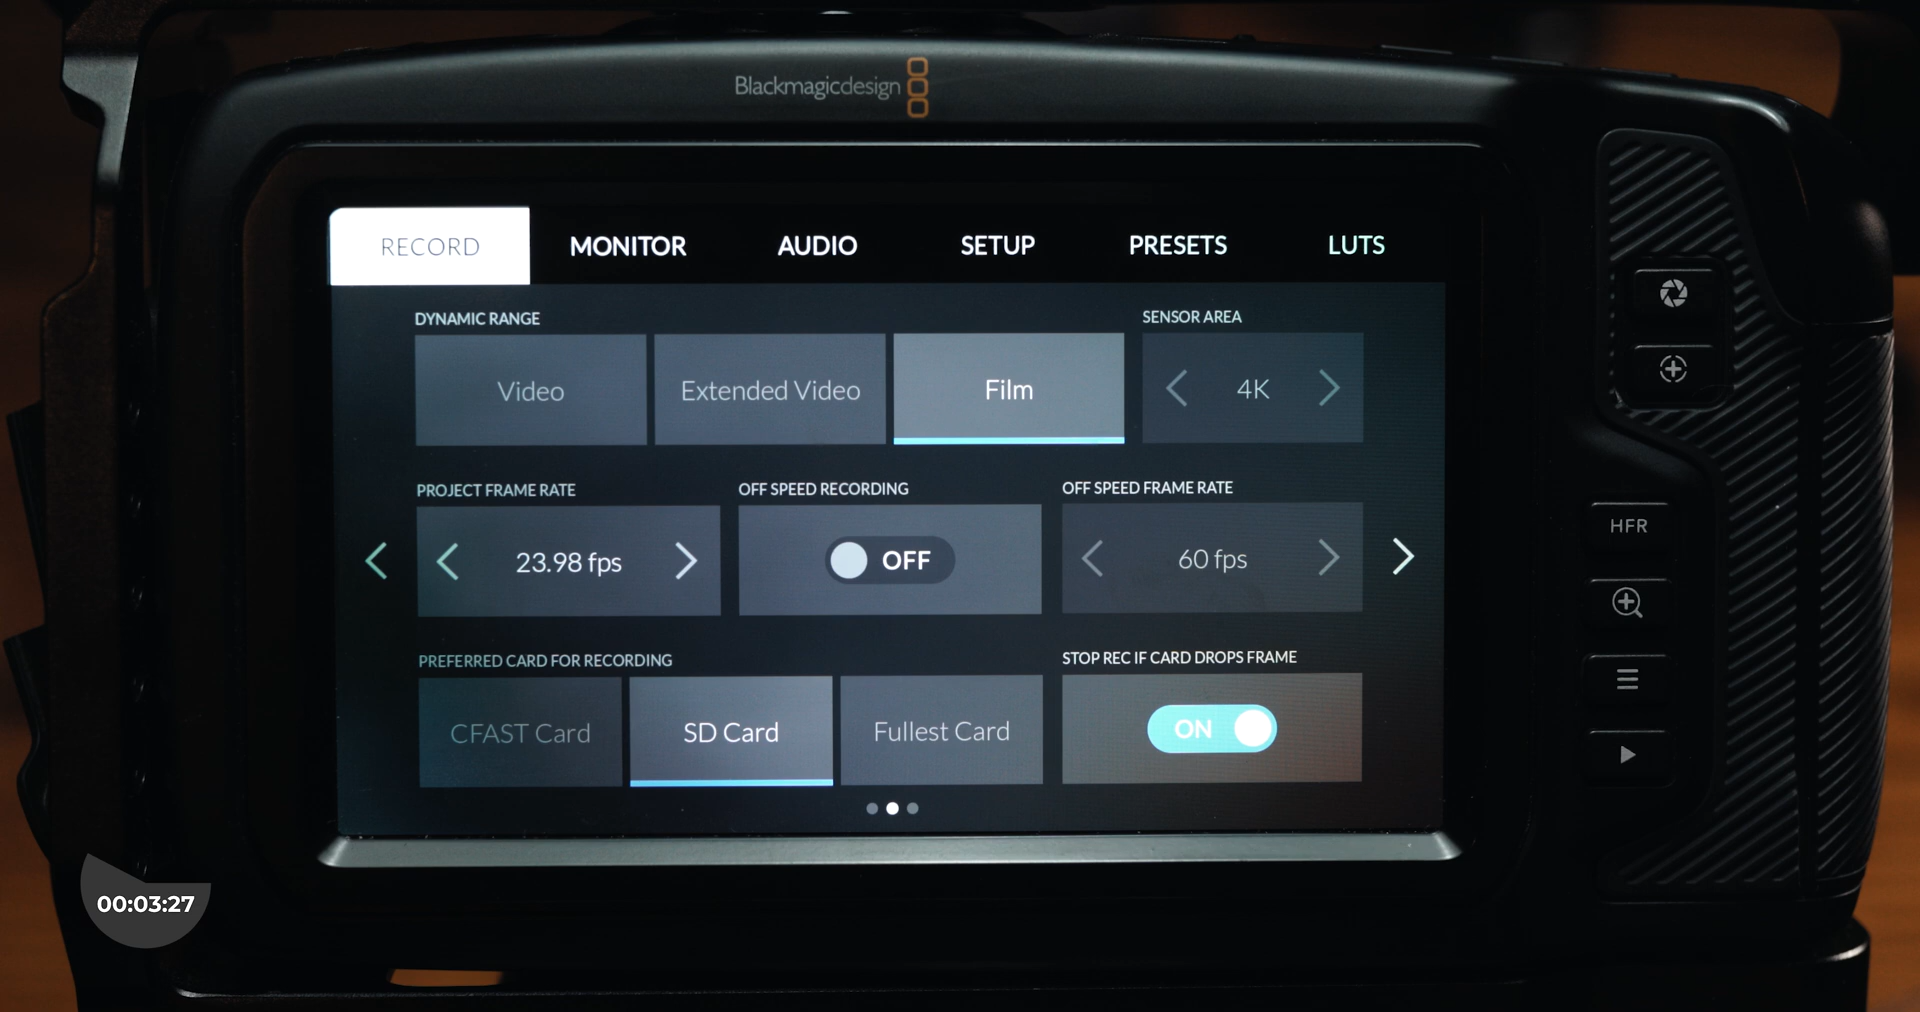 Blackmagicdesign
RECORD MONITOR AUDIO SETUP PRESETS LUTS
DYNAMIC RANGE SENSOR AREA
Video Extended Video Film 4K
PROJECT FRAME RATE OFF SPEED RECORDING OFF SPEED FRAME RATE
23.98 fps OFF 60 fps
HFR
PREFERRED CARD FOR RECORDING STOP REC IF CARD DROPS FRAME
CFAST Card SD Card Fullest Card ON
00:03:27